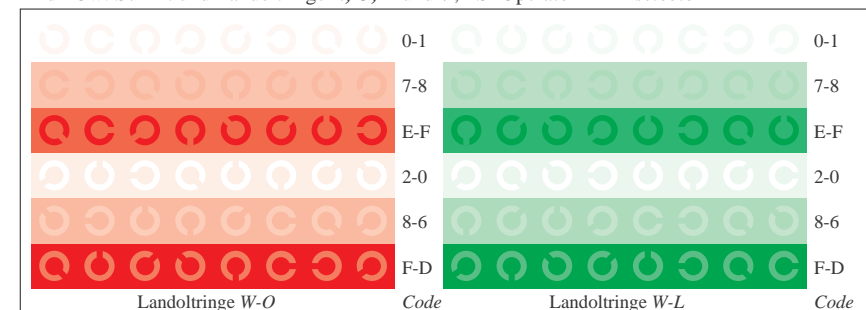 0-1 0-1
7-8 7-8
E-F E-F
2-0 2-0
8-6 8-6
F-D F-D
Landoltringe W-O Code Landoltringe W-L Code